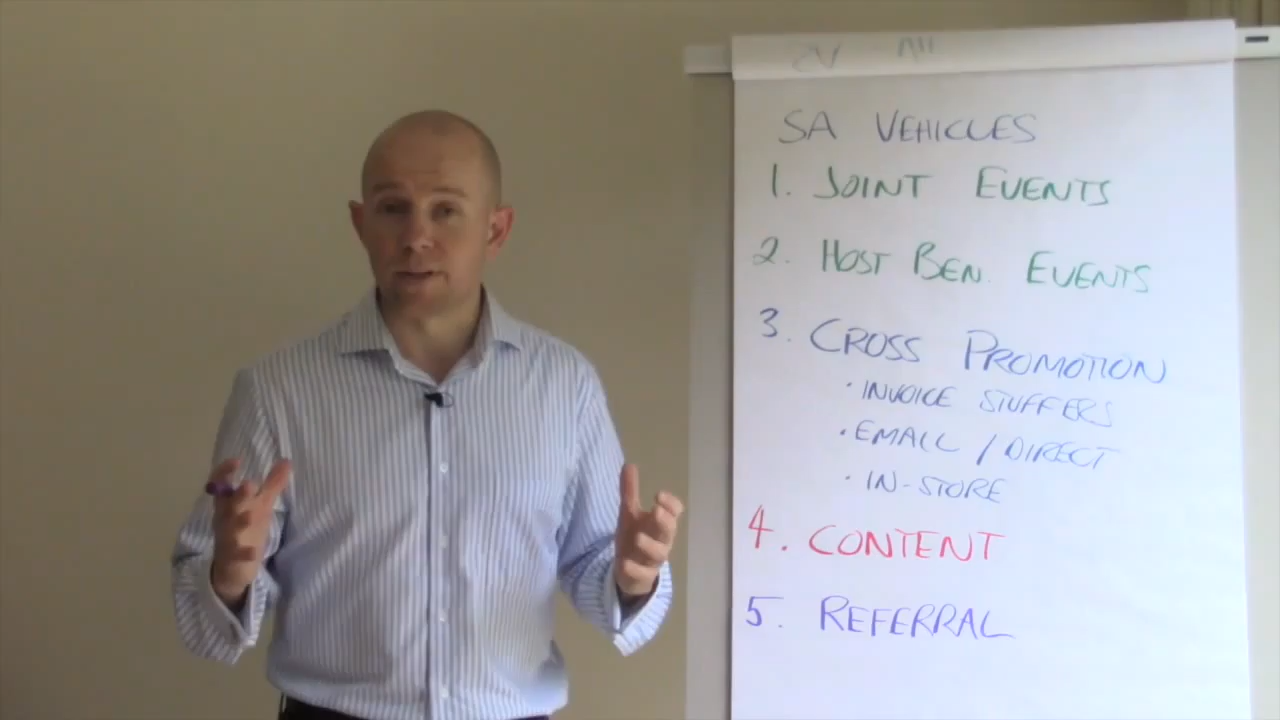 SA VEHICLES
1. JOINT EVENTS
2. HOST BEN. EVENTS
3. CROSS PROMOTION
· INVOICE STUFFERS
· EMAIL / DIRECT
· IN-STORE
4. CONTENT
5. REFERRAL